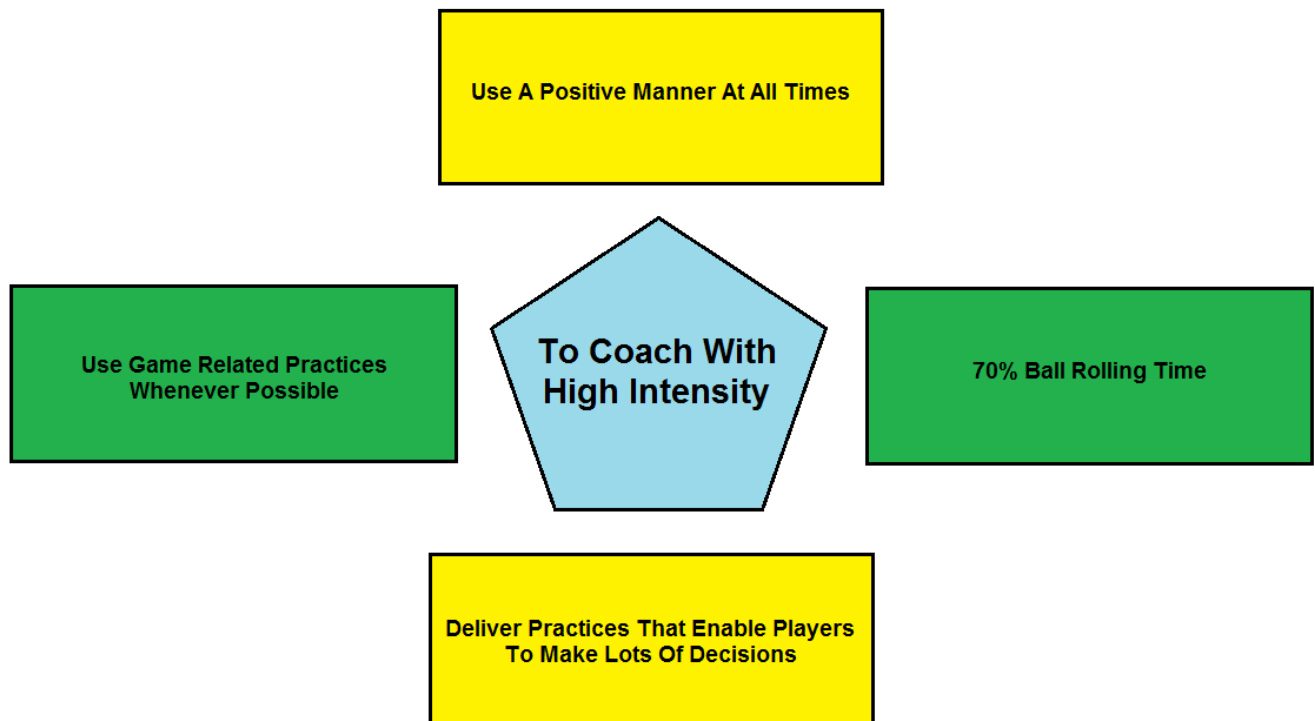 Use A Positive Manner At All Times
Use Game Related Practices
Whenever Possible
To Coach With
High Intensity
70% Ball Rolling Time
Deliver Practices That Enable Players
To Make Lots Of Decisions